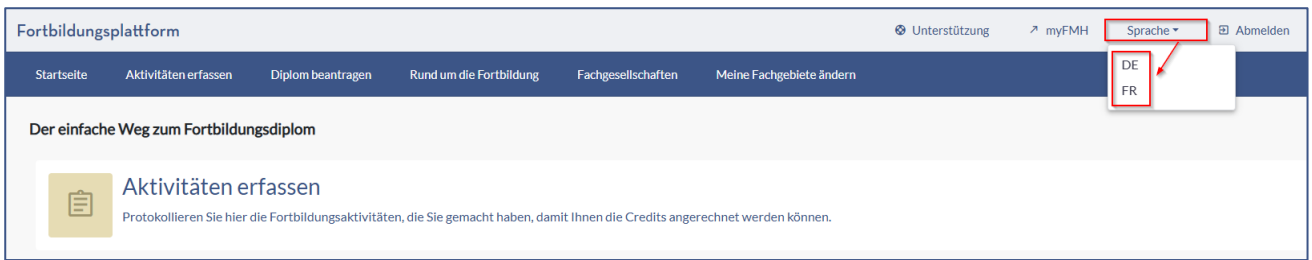 Fortbildungsplattform
Unterstützung myFMH Sprache Abmelden
DE
FR
Startseite Aktivitäten erfassen Diplom beantragen Rund um die Fortbildung Fachgesellschaften Meine Fachgebiete ändern
Der einfache Weg zum Fortbildungsdiplom
Aktivitäten erfassen
Protokollieren Sie hier die Fortbildungsaktivitäten, die Sie gemacht haben, damit Ihnen die Credits angerechnet werden können.